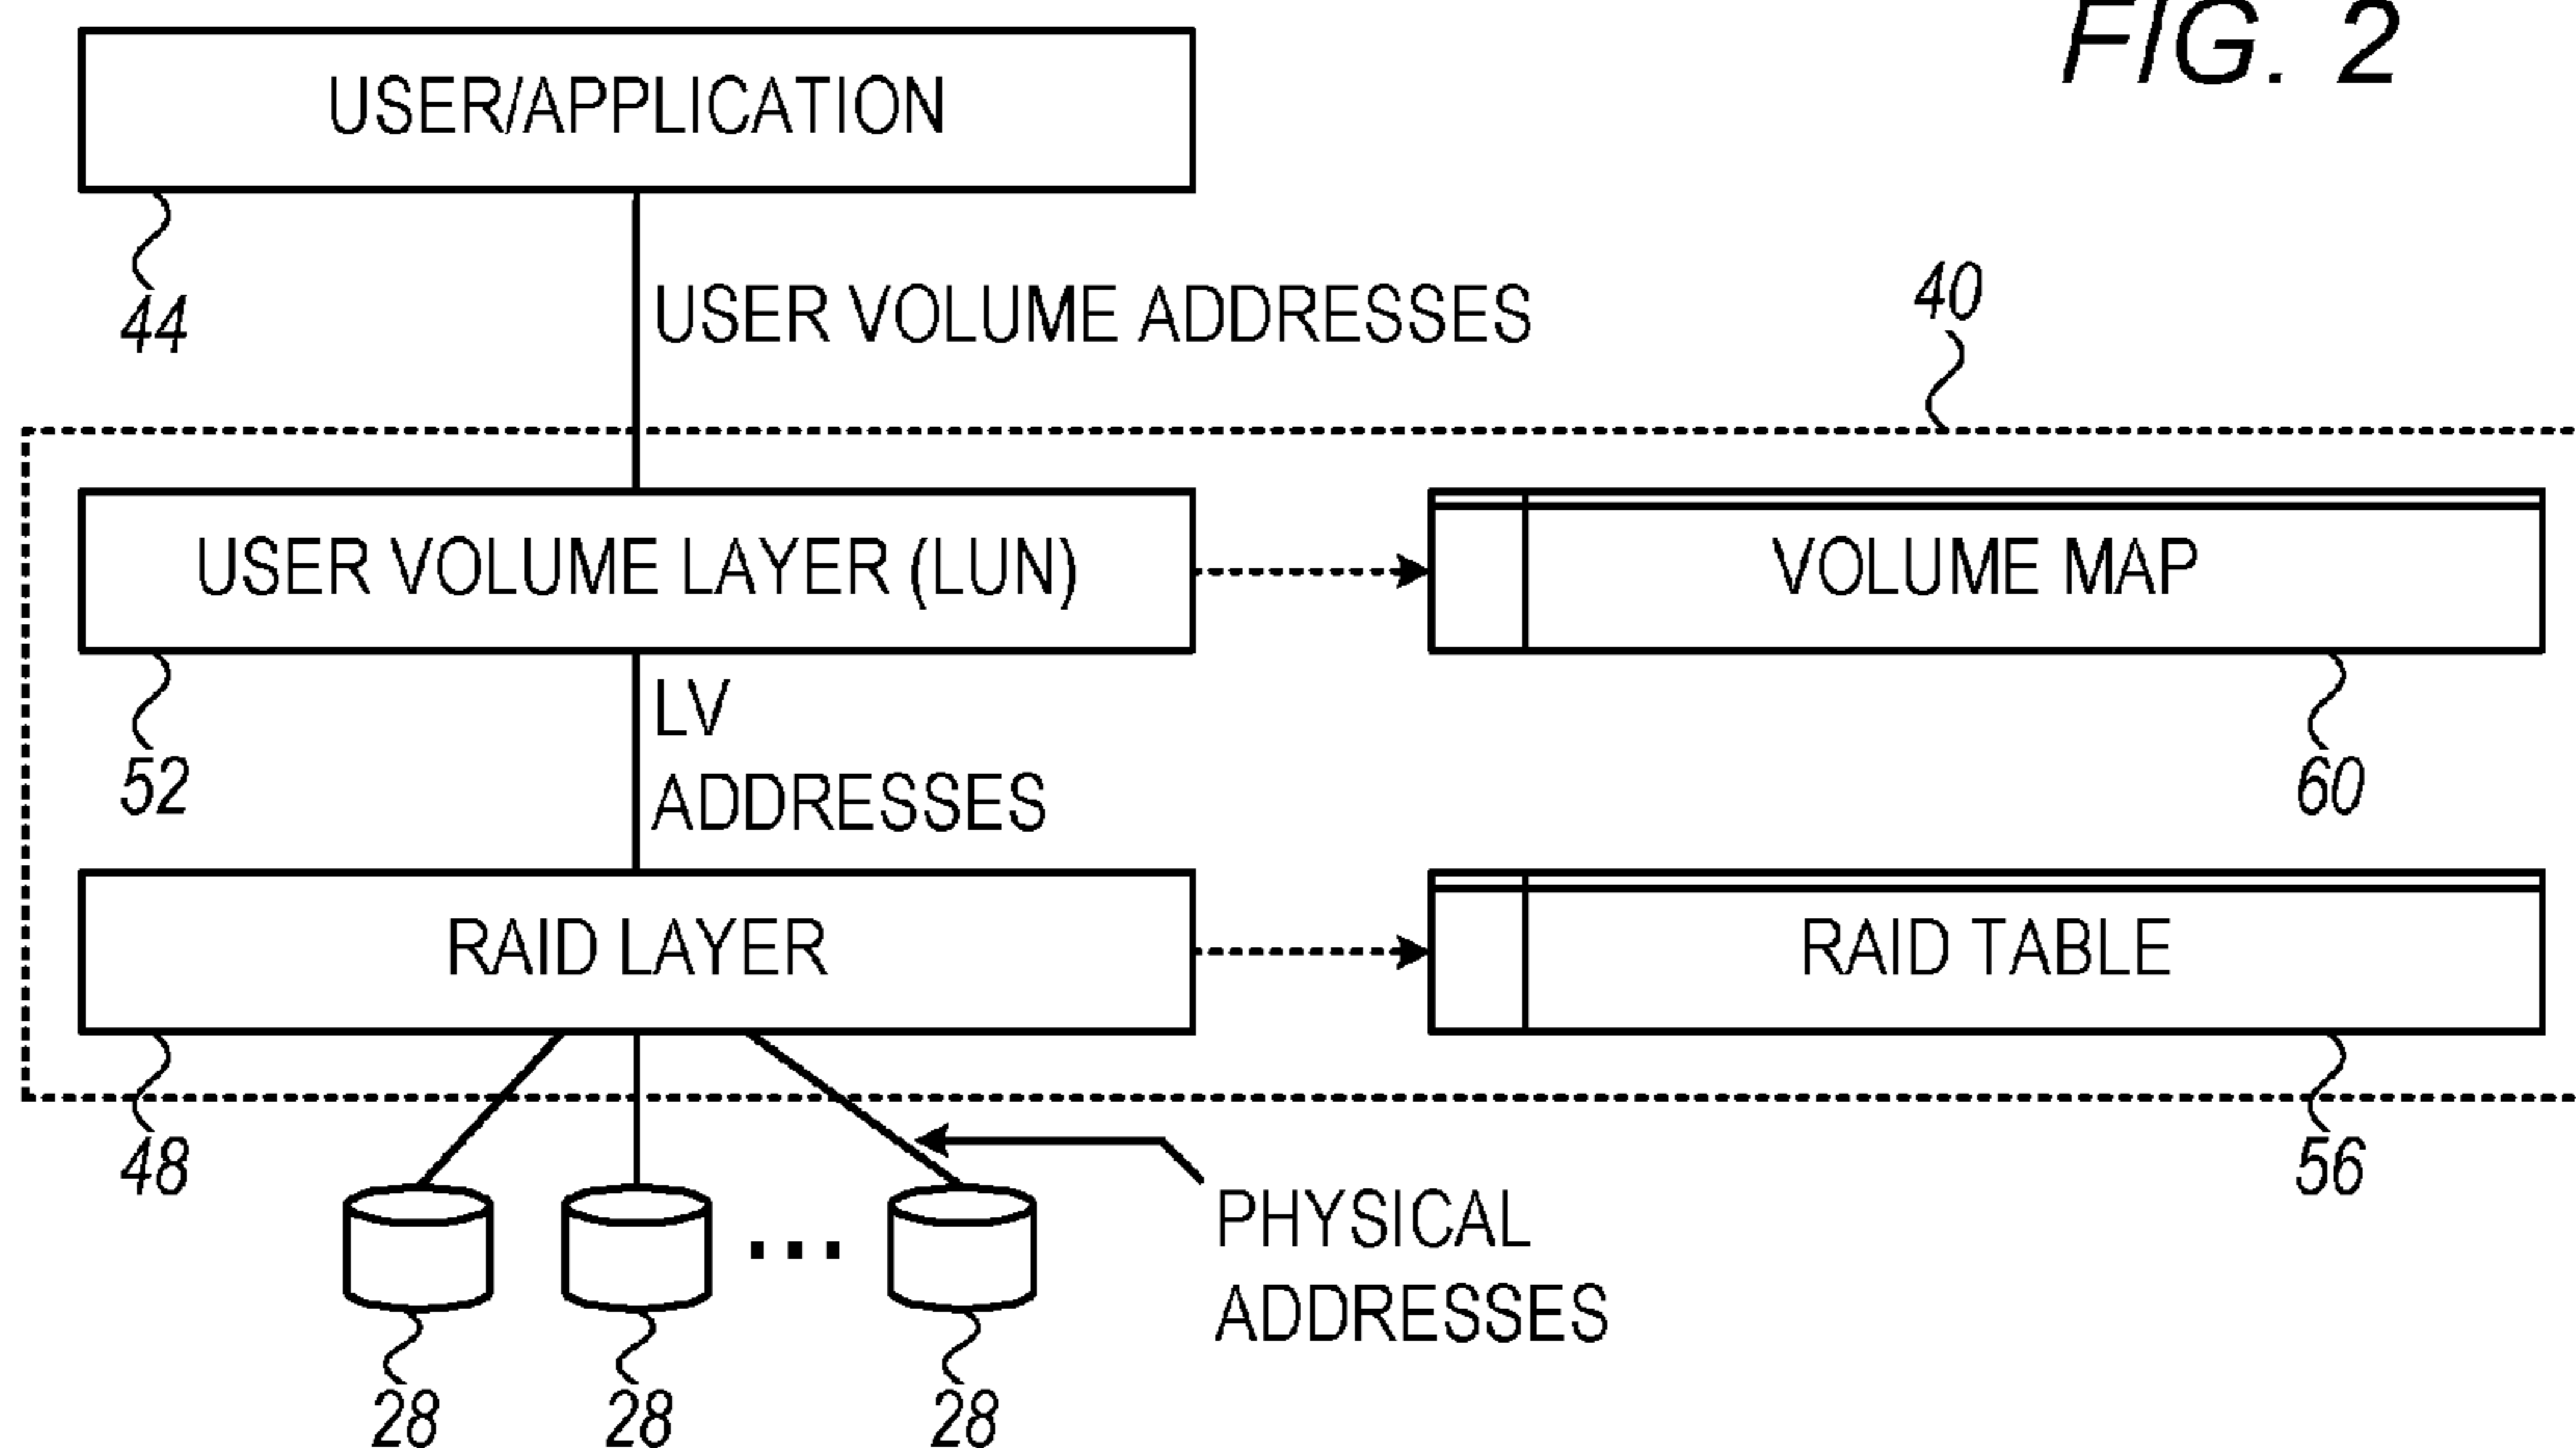 FIG. 2
USER/APPLICATION
44
USER VOLUME ADDRESSES
40
USER VOLUME LAYER (LUN)
VOLUME MAP
52
LV
ADDRESSES
60
RAID LAYER
RAID TABLE
48
56
PHYSICAL
ADDRESSES
28
28
28